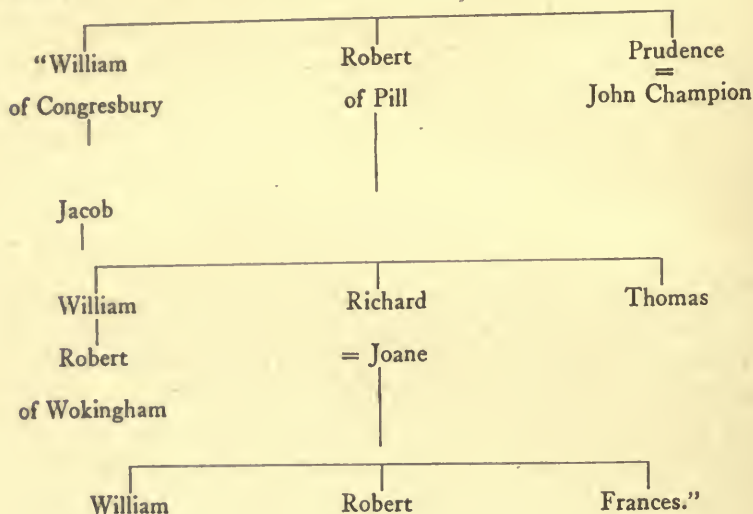 “William Robert Prudence
=
of Congresbury of Pill John Champion
Jacob
William Richard Thomas
Robert = Joane
of Wokingham
William Robert Frances.”